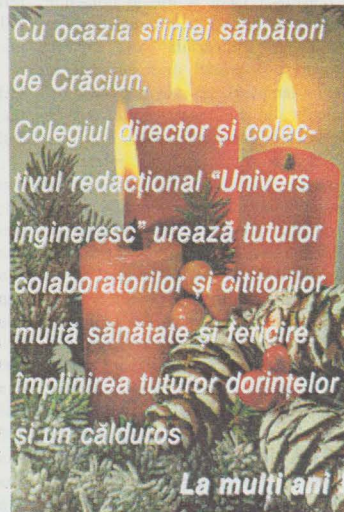 Cu ocazia sfintei sărbători
de Crăciun,
Colegiul director și colec-
tivul redacțional "Univers
ingineresc" urează tuturor
colaboratorilor și cititorilor
multă sănătate și fericire,
împlinirea tuturor dorințelor
și un călduros
La mulți ani